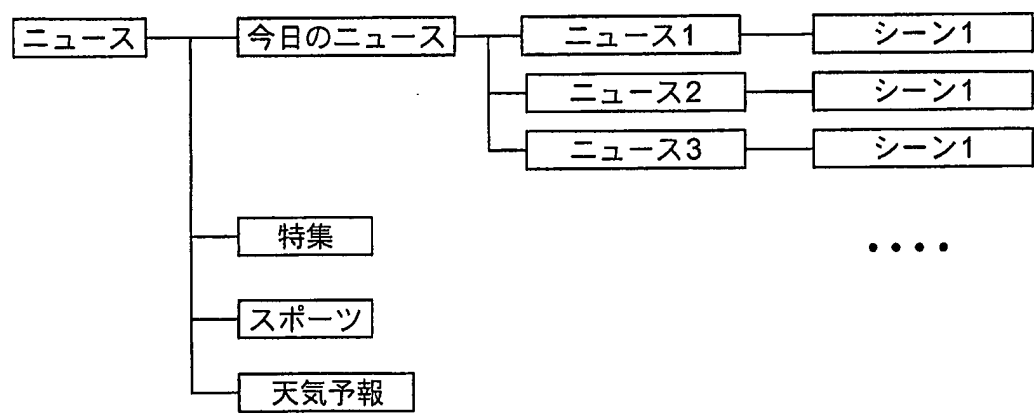 ニュース 今日のニュース ニュース1 シーン1
ニュース2 シーン1
ニュース3 シーン1
特集
・・・・
スポーツ
天気予報